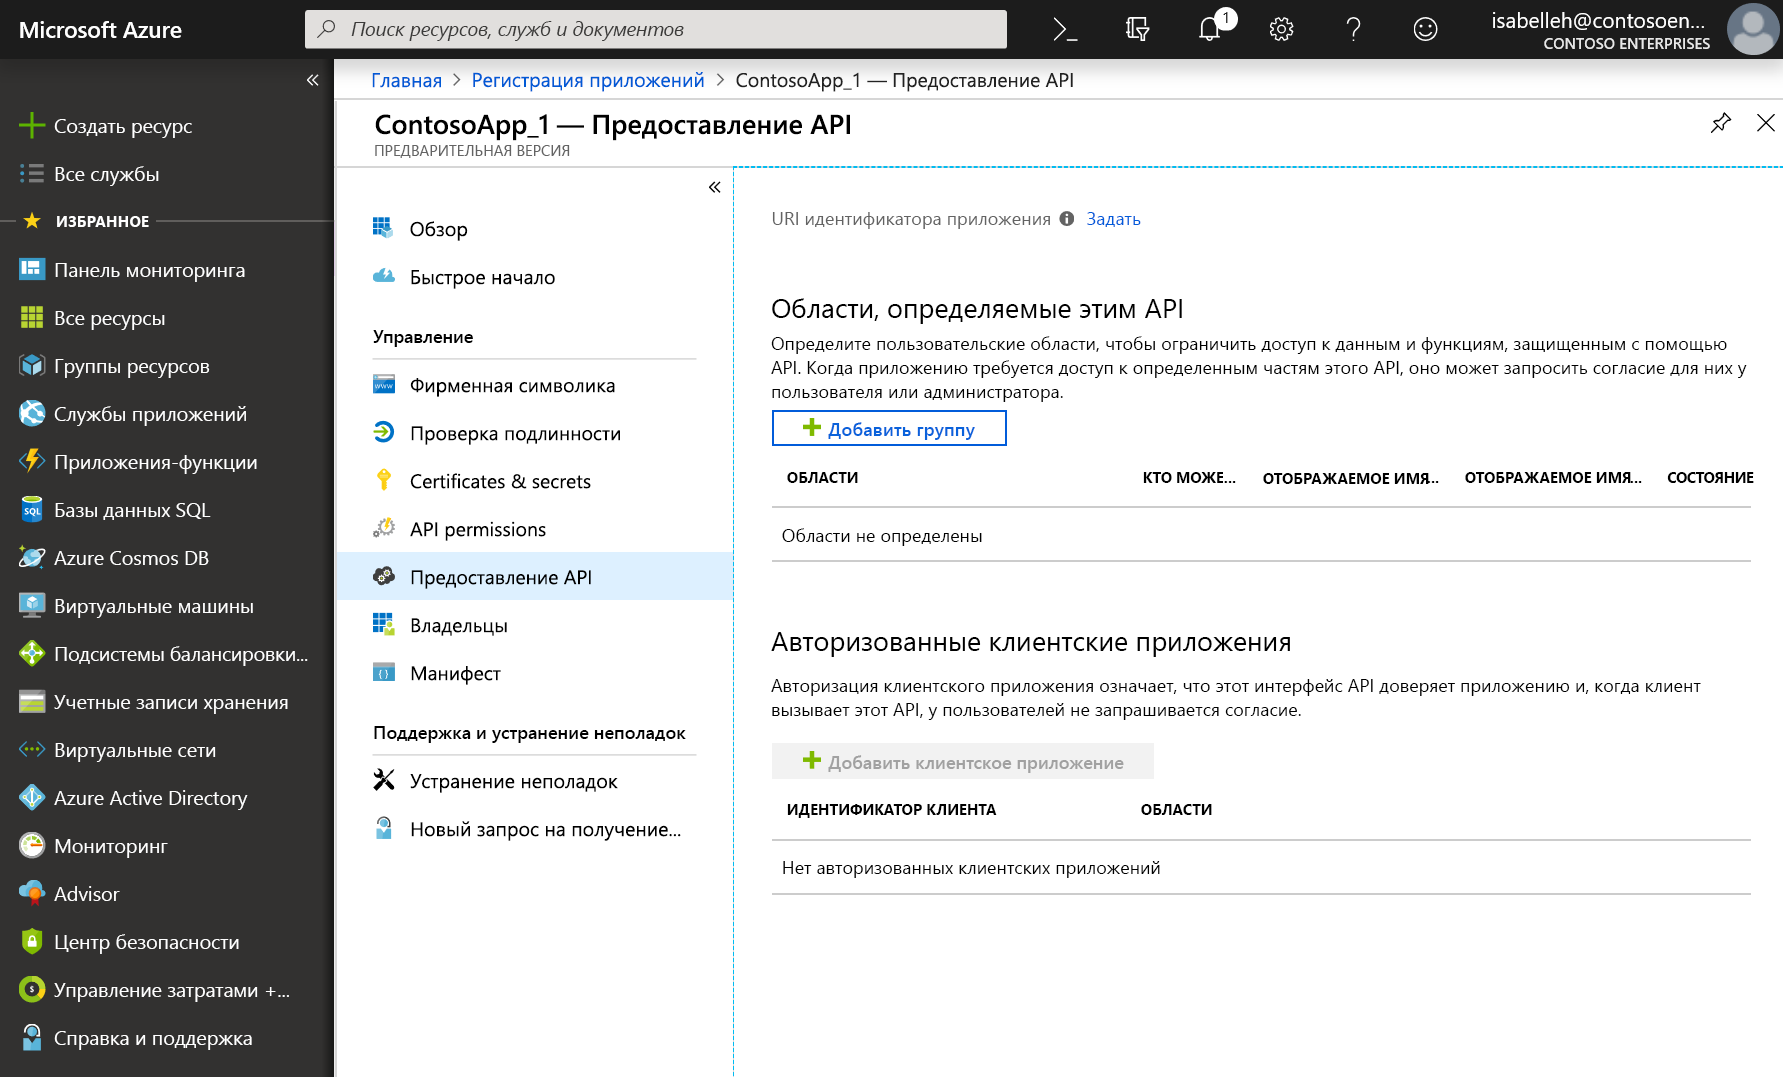 Microsoft Azure
Поиск ресурсов, служб и документов
1
isabelleh@contosoen...
CONTOSO ENTERPRISES
Создать ресурс
Все службы
ИЗБРАННОЕ
Панель мониторинга
Все ресурсы
Группы ресурсов
Службы приложений
Приложения-функции
Базы данных SQL
Azure Cosmos DB
Виртуальные машины
Подсистемы балансировки...
Учетные записи хранения
Виртуальные сети
Azure Active Directory
Мониторинг
Advisor
Центр безопасности
Управление затратами +...
Справка и поддержка
Главная > Регистрация приложений > ContosoApp_1 — Предоставление API
ContosoApp_1 — Предоставление API
ПРЕДВАРИТЕЛЬНАЯ ВЕРСИЯ
Обзор
Быстрое начало
Управление
Фирменная символика
Проверка подлинности
Certificates & secrets
API permissions
Предоставление API
Владельцы
Манифест
Поддержка и устранение неполадок
Устранение неполадок
Новый запрос на получение...
URI идентификатора приложения Задать
Области, определяемые этим API
Определите пользовательские области, чтобы ограничить доступ к данным и функциям, защищенным с помощью
API. Когда приложению требуется доступ к определенным частям этого API, оно может запросить согласие для них у
пользователя или администратора.
Добавить группу
ОБЛАСТИ КТО МОЖЕ... ОТОБРАЖАЕМОЕ ИМЯ... ОТОБРАЖАЕМОЕ ИМЯ... СОСТОЯНИЕ
Области не определены
Авторизованные клиентские приложения
Авторизация клиентского приложения означает, что этот интерфейс API доверяет приложению и, когда клиент
вызывает этот API, у пользователей не запрашивается согласие.
Добавить клиентское приложение
ИДЕНТИФИКАТОР КЛИЕНТА ОБЛАСТИ
Нет авторизованных клиентских приложений